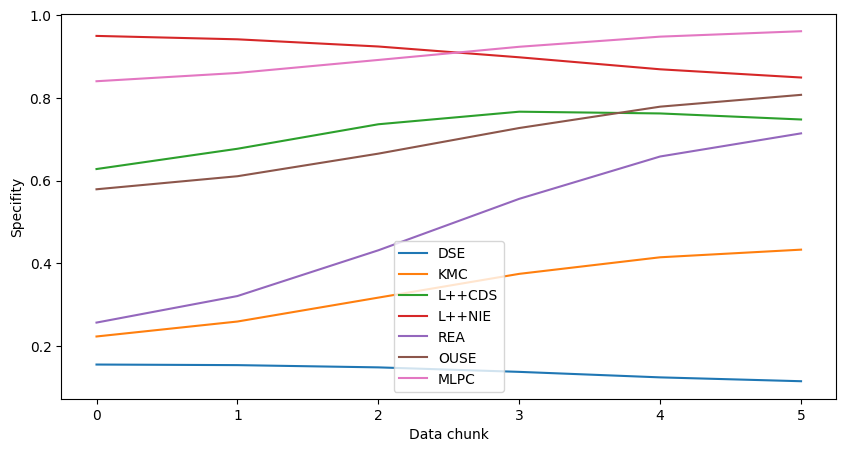 1.0
0.8
0.6
0.4
0.2
Specifity
DSE
KMC
L++CDS
L++NIE
REA
OUSE
MLPC
0 1 2 3 4 5
Data chunk